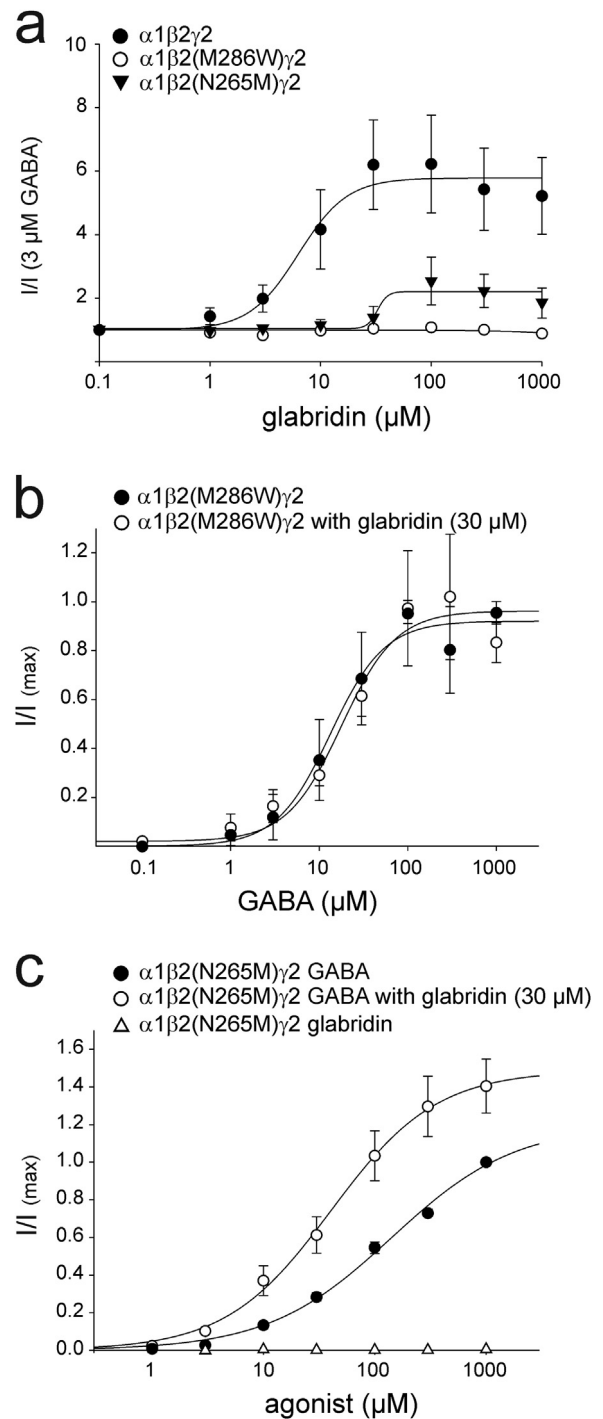 a
α1β2γ2
α1β2(M286W)γ2
α1β2(N265M)γ2
10
8
6
4
2
I/I (3 µM GABA)
0.1 1 10 100 1000
glabridin (µM)
b
α1β2(M286W)γ2
α1β2(M286W)γ2 with glabridin (30 µM)
1.2
1.0
0.8
0.6
0.4
0.2
I/I (max)
0.1 1 10 100 1000
GABA (µM)
c
α1β2(N265M)γ2 GABA
α1β2(N265M)γ2 GABA with glabridin (30 µM)
α1β2(N265M)γ2 glabridin
1.6
1.4
1.2
1.0
0.8
0.6
0.4
0.2
0.0
I/I (max)
1 10 100 1000
agonist (µM)